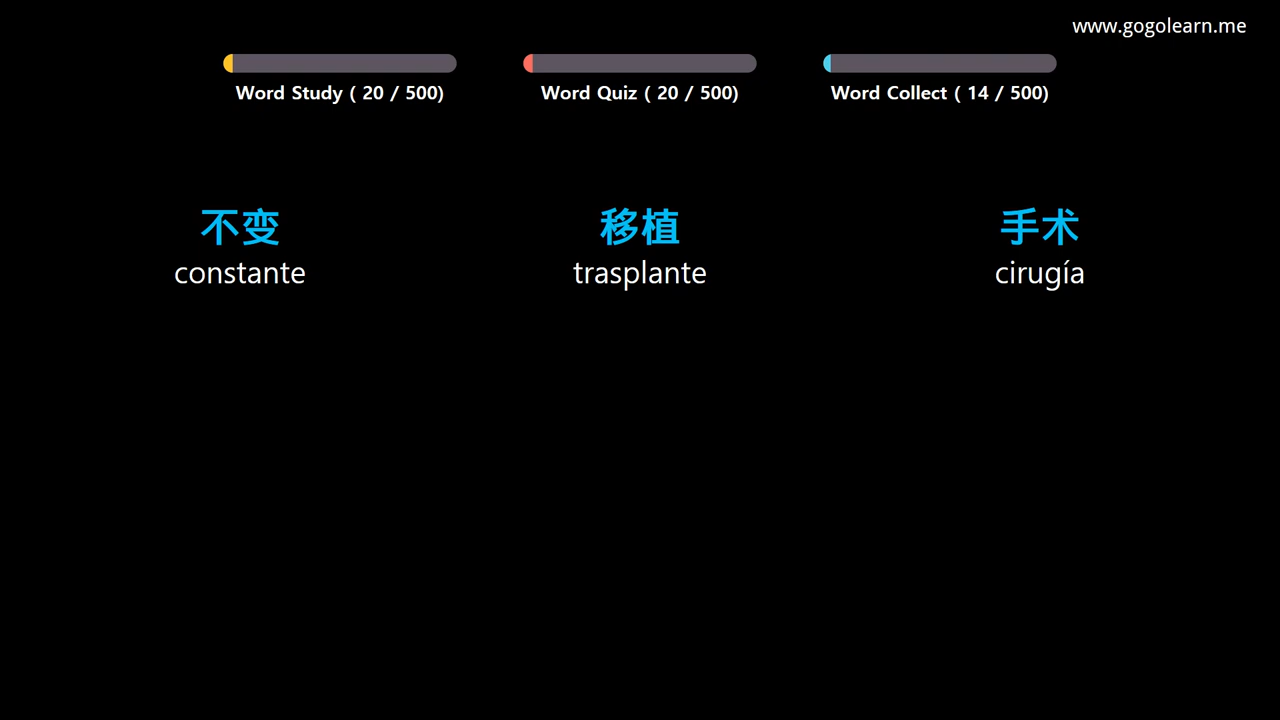 www.gogolearn.me
Word Study ( 20 / 500)
Word Quiz ( 20 / 500)
Word Collect ( 14 / 500)
不变
移植
手术
constante
trasplante
cirugía